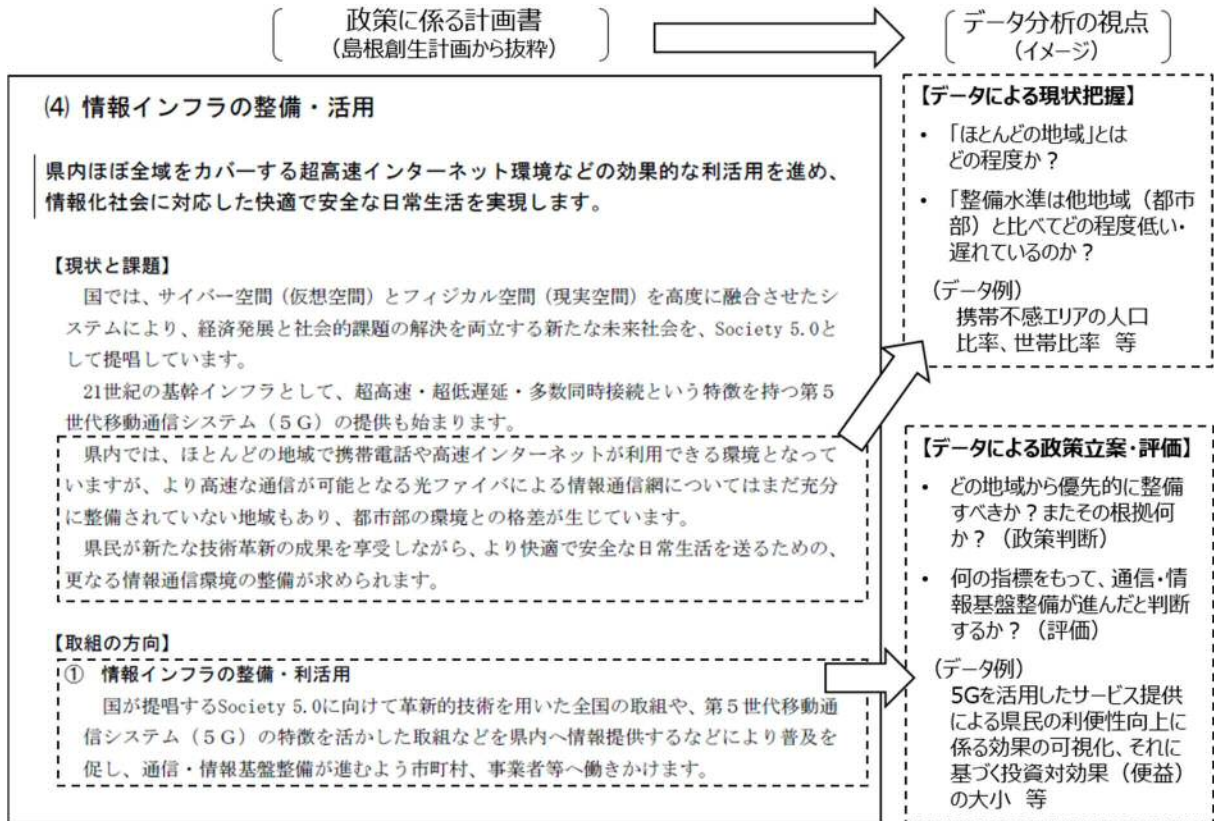 政策に係る計画書
(島根創生計画から抜粋)
データ分析の視点
(イメージ)
⑷ 情報インフラの整備・活用
県内ほぼ全域をカバーする超高速インターネット環境などの効果的な利活用を進め、
情報化社会に対応した快適で安全な日常生活を実現します。
【現状と課題】
国では、サイバー空間(仮想空間)とフィジカル空間(現実空間)を高度に融合させたシ
ステムにより、経済発展と社会的課題の解決を両立する新たな未来社会を、Society 5.0と
して提唱しています。
21世紀の基幹インフラとして、超高速・超低遅延・多数同時接続という特徴を持つ第5
世代移動通信システム(5G)の提供も始まります。
県内では、ほとんどの地域で携帯電話や高速インターネットが利用できる環境となって
いますが、より高速な通信が可能となる光ファイバによる情報通信網についてはまだ充分
に整備されていない地域もあり、都市部の環境との格差が生じています。
県民が新たな技術革新の成果を享受しながら、より快適で安全な日常生活を送るための、
更なる情報通信環境の整備が求められます。
【取組の方向】
① 情報インフラの整備・利活用
国が提唱するSociety 5.0に向けて革新的技術を用いた全国の取組や、第5世代移動通
信システム(5G)の特徴を活かした取組などを県内へ情報提供するなどにより普及を
促し、通信・情報基盤整備が進むよう市町村、事業者等へ働きかけます。
【データによる現状把握】
• 「ほとんどの地域」とは
どの程度か?
• 「整備水準は他地域(都市
部)と比べてどの程度低い・
遅れているのか?
(データ例)
携帯不感エリアの人口
比率、世帯比率 等
【データによる政策立案・評価】
• どの地域から優先的に整備
すべきか?またその根拠何
か?(政策判断)
• 何の指標をもって、通信・情
報基盤整備が進んだと判断
するか?(評価)
(データ例)
5Gを活用したサービス提供
による県民の利便性向上に
係る効果の可視化、それに
基づく投資対効果(便益)
の大小 等